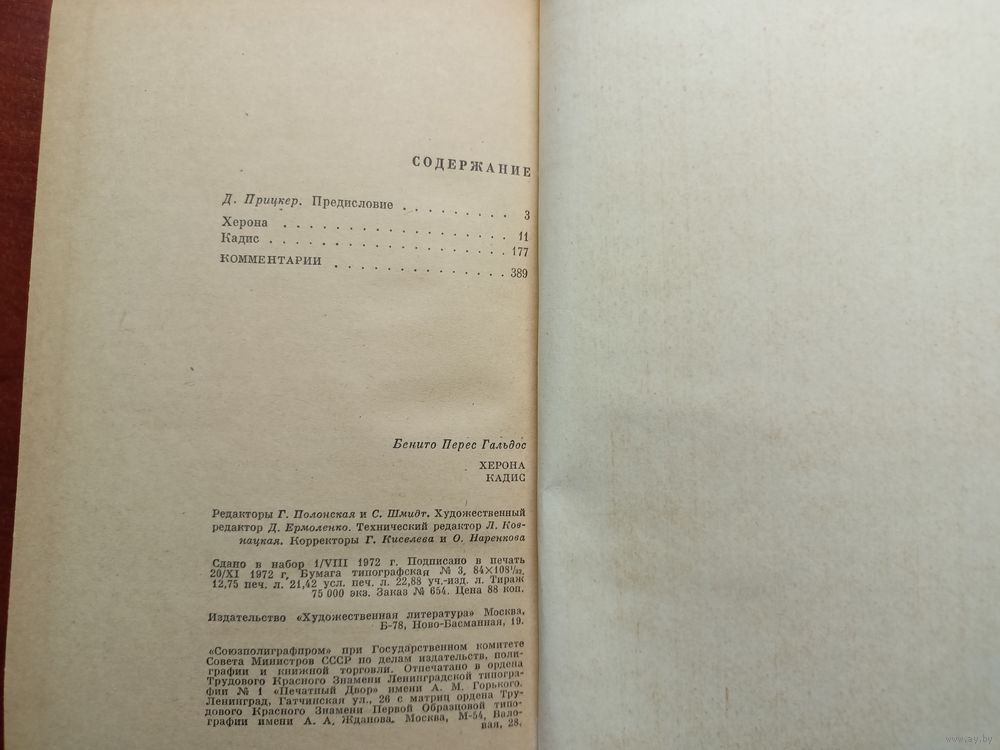 СОДЕРЖАНИЕ
Д. Прицкер. Предисловие . . . . . . . . 3
Херона . . . . . . . . . . . . . . . . 11
Кадис . . . . . . . . . . . . . . . . . 177
КОММЕНТАРИИ . . . . . . . . . . . . . 389
Бенито Перес Гальдос
ХЕРОНА
КАДИС
Редакторы Г. Полонская и С. Шмидт. Художественный
редактор Д. Ермоленко. Технический редактор Л. Ков-
нацкая. Корректоры Г. Киселева и О. Наренкова
Сдано в набор 1/VIII 1972 г. Подписано в печать
20/XI 1972 г. Бумага типографская № 3, 84×108¹/₃₂.
12,75 печ. л. 21,42 усл. печ. л. 22,88 уч.-изд. л. Тираж
75 000 экз. Заказ № 654. Цена 88 коп.
Издательство «Художественная литература» Москва,
Б-78, Ново-Басманная, 19.
«Союзполиграфпром» при Государственном комитете
Совета Министров СССР по делам издательств, поли-
графии и книжной торговли. Отпечатано в ордена
Трудового Красного Знамени Ленинградской типогра-
фии № 1 «Печатный Двор» имени А. М. Горького.
Ленинград, Гатчинская ул., 26 с матриц ордена Тру-
дового Красного Знамени Первой Образцовой типо-
графии имени А. А. Жданова. Москва, М-54, Вало-
вая, 28.
www.ay.by